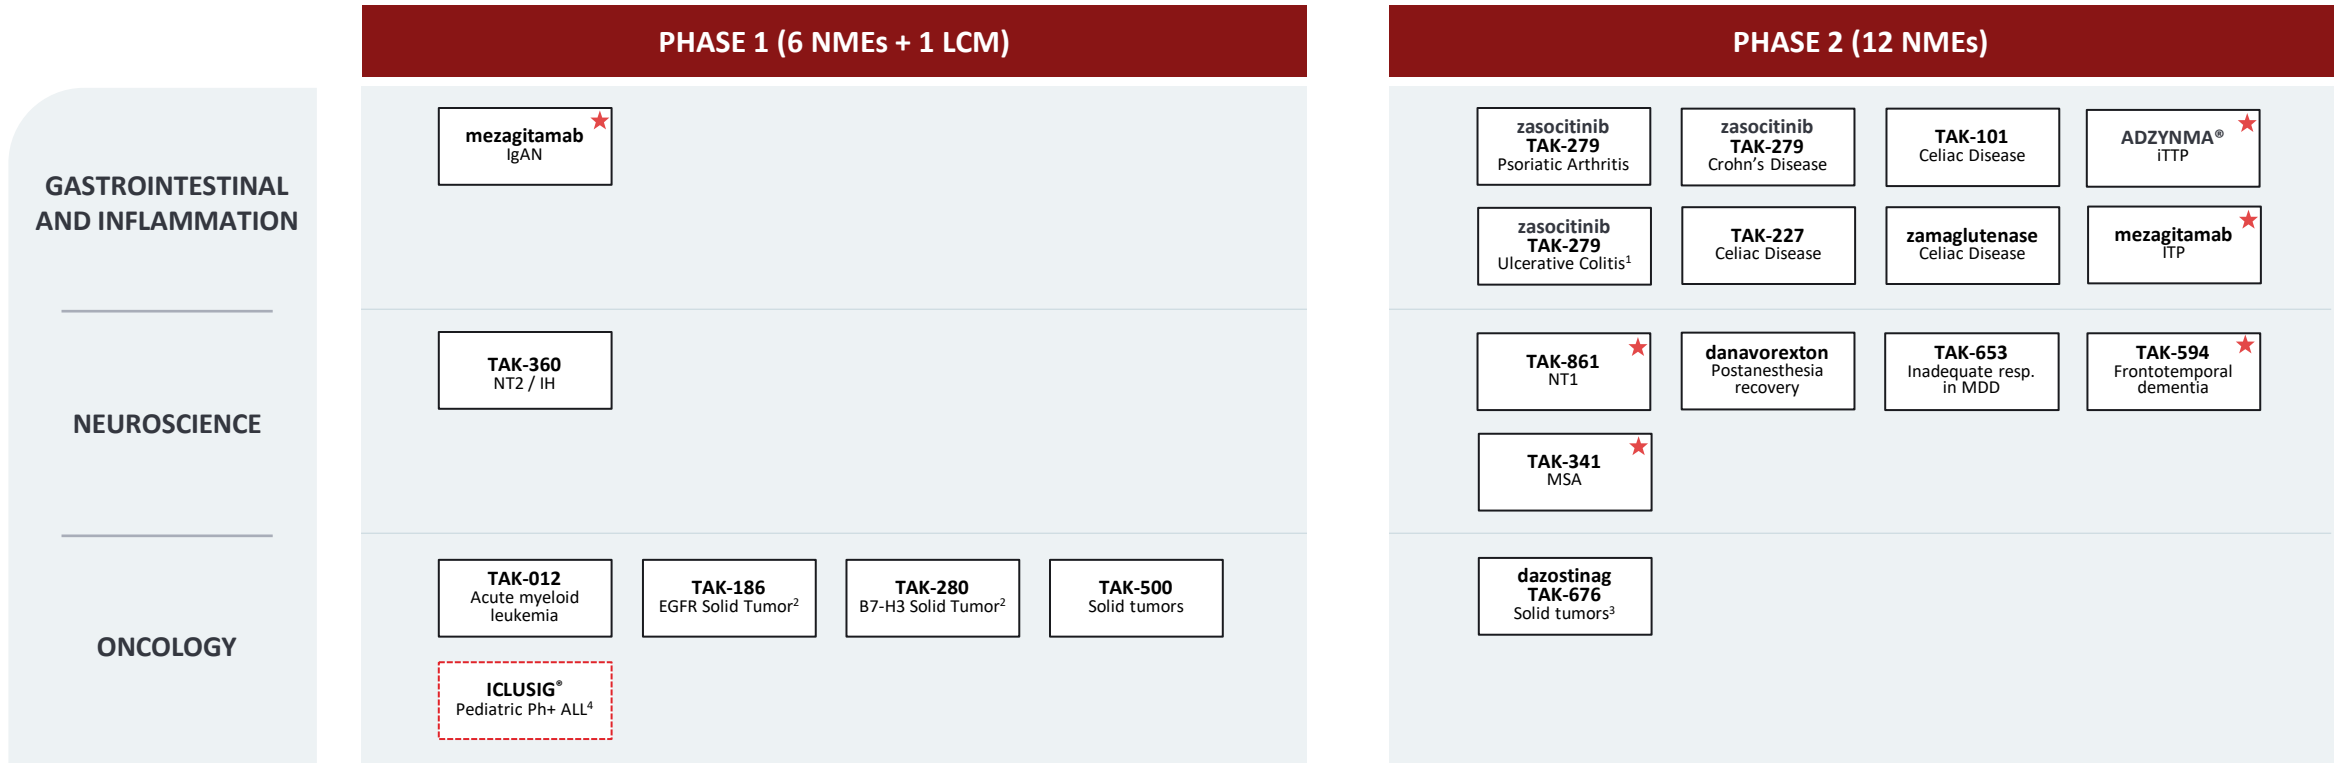 PHASE 1 (6 NMEs + 1 LCM)
PHASE 2 (12 NMEs)
GASTROINTESTINAL
AND INFLAMMATION
mezagitamab
IgAN
zasocitinib
TAK-279
Psoriatic Arthritis
zasocitinib
TAK-279
Crohn's Disease
TAK-101
Celiac Disease
ADZYNMA®
iTTP
zasocitinib
TAK-279
Ulcerative Colitis¹
TAK-227
Celiac Disease
zamaglutenase
Celiac Disease
mezagitamab
ITP
NEUROSCIENCE
TAK-360
NT2 / IH
TAK-861
NT1
danavorexton
Postanesthesia
recovery
TAK-653
Inadequate resp.
in MDD
TAK-594
Frontotemporal
dementia
TAK-341
MSA
ONCOLOGY
TAK-012
Acute myeloid
leukemia
TAK-186
EGFR Solid Tumor²
TAK-280
B7-H3 Solid Tumor²
TAK-500
Solid tumors
ICLUSIG®
Pediatric Ph+ ALL⁴
dazostinag
TAK-676
Solid tumors³